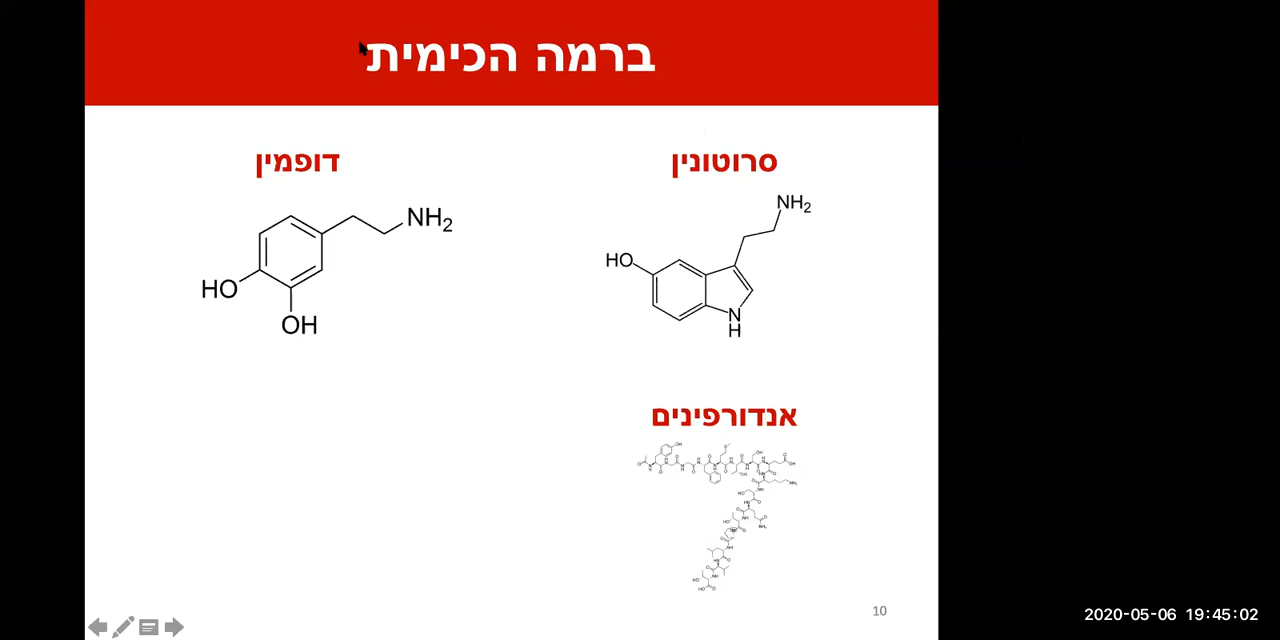 ברמה הכימית
סרוטונין
דופמין
NH2
HO
N
H
NH2
HO
OH
אנדורפינים
10
2020-05-06 19:45:02